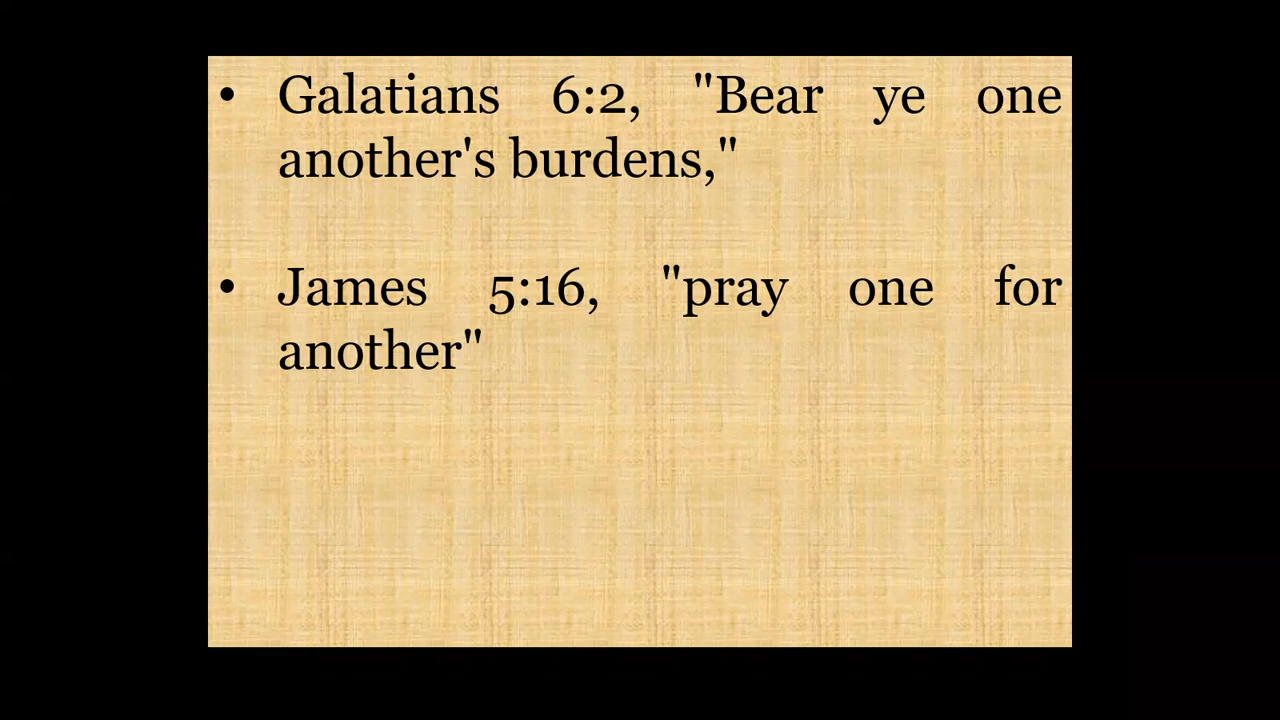 • Galatians 6:2, "Bear ye one
another's burdens,"
• James 5:16, "pray one for
another"